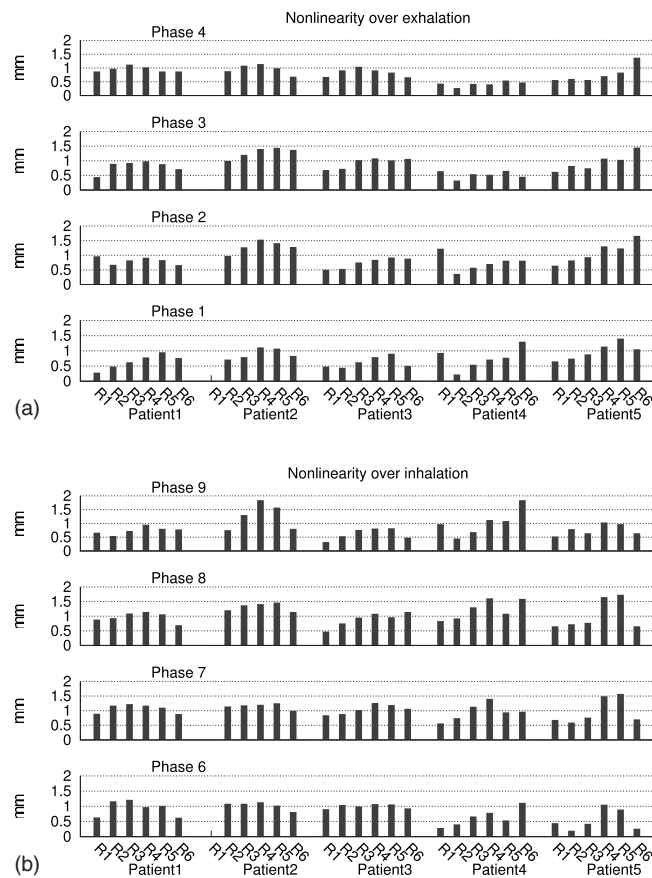 Nonlinearity over exhalation
Phase 4
2
1.5
1
0.5
0
mm
Phase 3
2
1.5
1
0.5
0
mm
Phase 2
2
1.5
1
0.5
0
mm
Phase 1
2
1.5
1
0.5
0
mm
R1 R2 R3 R4 R5 R6 R1 R2 R3 R4 R5 R6 R1 R2 R3 R4 R5 R6 R1 R2 R3 R4 R5 R6 R1 R2 R3 R4 R5 R6
Patient1 Patient2 Patient3 Patient4 Patient5
(a)
Nonlinearity over inhalation
Phase 9
2
1.5
1
0.5
0
mm
Phase 8
2
1.5
1
0.5
0
mm
Phase 7
2
1.5
1
0.5
0
mm
Phase 6
2
1.5
1
0.5
0
mm
R1 R2 R3 R4 R5 R6 R1 R2 R3 R4 R5 R6 R1 R2 R3 R4 R5 R6 R1 R2 R3 R4 R5 R6 R1 R2 R3 R4 R5 R6
Patient1 Patient2 Patient3 Patient4 Patient5
(b)